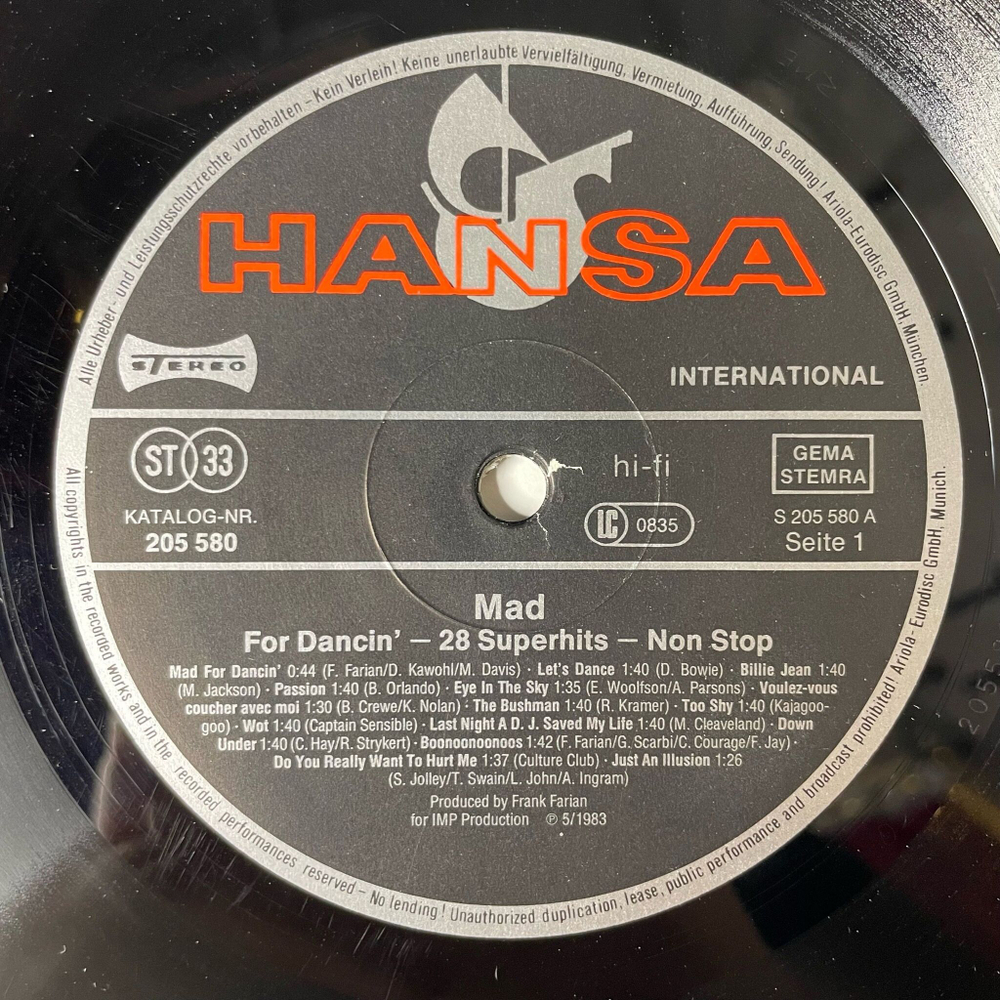 Alle Urheber- und Leistungsschutzrechte vorbehalten – Kein Verleih! Keine unerlaubte Vervielfältigung, Vermietung, Aufführung, Sendung! Ariola-Eurodisc GmbH, München.
HANSA
STEREO
INTERNATIONAL
ST 33
hi-fi
GEMA
STEMRA
KATALOG-NR.
205 580
LC 0835
S 205 580 A
Seite 1
Mad
For Dancin' – 28 Superhits – Non Stop
Mad For Dancin' 0:44 (F. Farian/D. Kawohl/M. Davis) · Let's Dance 1:40 (D. Bowie) · Billie Jean 1:40
(M. Jackson) · Passion 1:40 (B. Orlando) · Eye In The Sky 1:35 (E. Woolfson/A. Parsons) · Voulez-vous
coucher avec moi 1:30 (B. Crewe/K. Nolan) · The Bushman 1:40 (R. Kramer) · Too Shy 1:40 (Kajagoo-
goo) · Wot 1:40 (Captain Sensible) · Last Night A D. J. Saved My Life 1:40 (M. Cleaveland) · Down
Under 1:40 (C. Hay/R. Strykert) · Boonoonoonoos 1:42 (F. Farian/G. Scarbi/C. Courage/F. Jay) ·
Do You Really Want To Hurt Me 1:37 (Culture Club) · Just An Illusion 1:26
(S. Jolley/T. Swain/L. John/A. Ingram)
Produced by Frank Farian
for IMP Production ℗ 5/1983
All copyrights in the recorded works and in the recorded performances reserved – No lending! Unauthorized duplication, lease, public performance and broadcast prohibited! Ariola-Eurodisc GmbH, Munich.